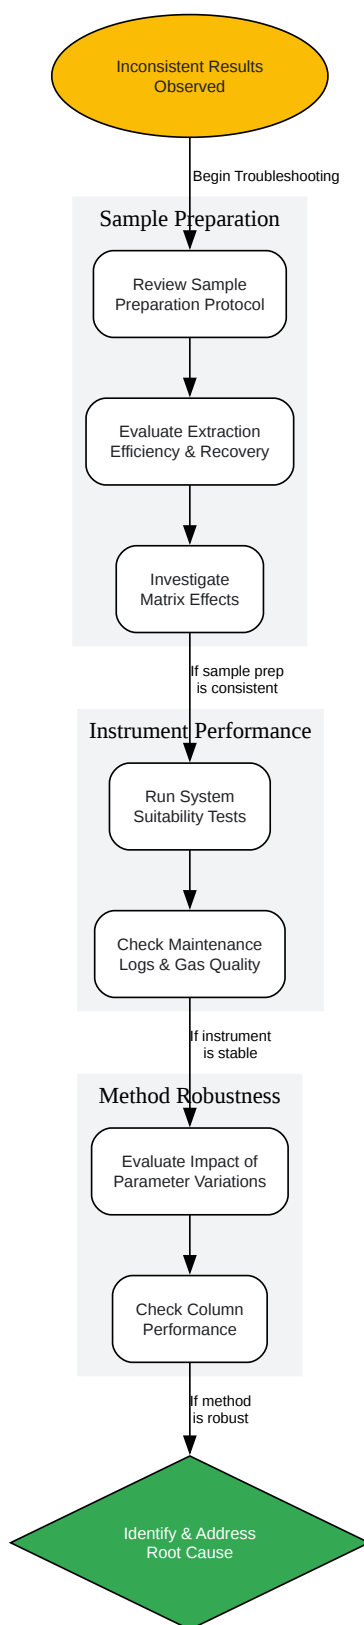 Inconsistent Results
Observed
Begin Troubleshooting
Sample Preparation
Review Sample
Preparation Protocol
Evaluate Extraction
Efficiency & Recovery
Investigate
Matrix Effects
If sample prep
is consistent
Instrument Performance
Run System
Suitability Tests
Check Maintenance
Logs & Gas Quality
If instrument
is stable
Method Robustness
Evaluate Impact of
Parameter Variations
Check Column
Performance
If method
is robust
Identify & Address
Root Cause